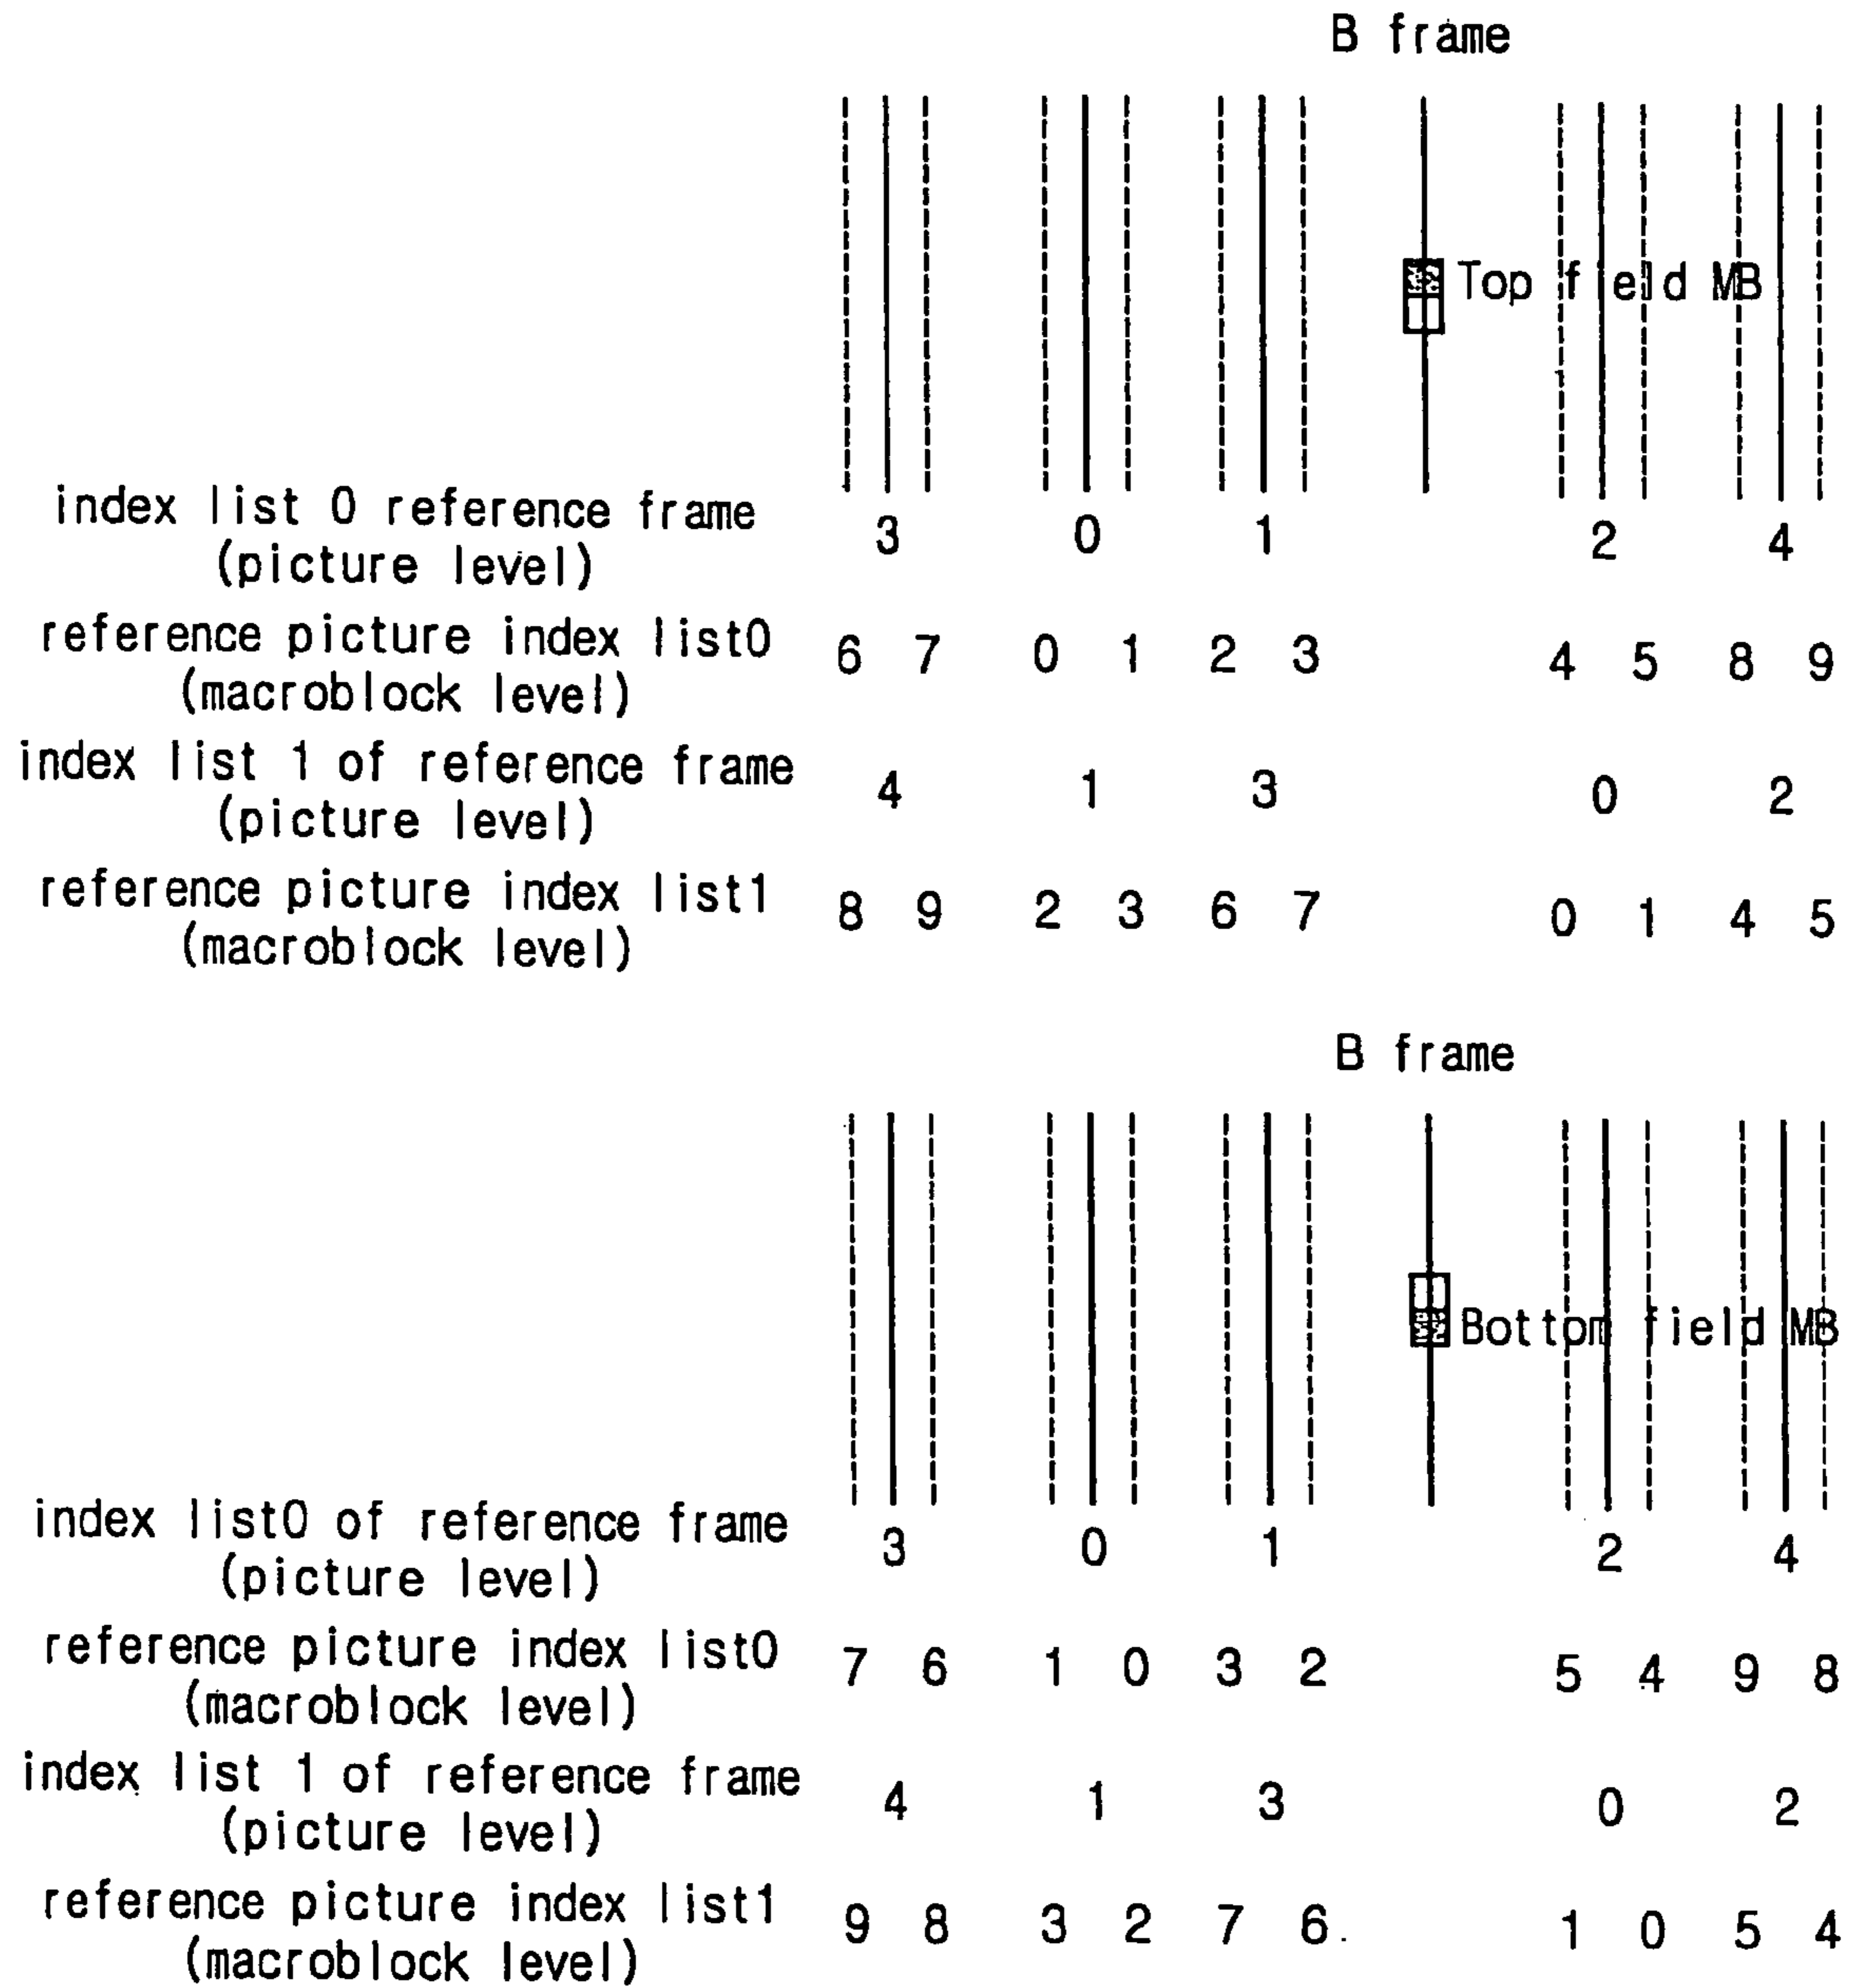 B frame
Top field MB
index list 0 reference frame
(picture level)
3 0 1 2 4
reference picture index list0
(macroblock level)
6 7 0 1 2 3 4 5 8 9
index list 1 of reference frame
(picture level)
4 1 3 0 2
reference picture index list1
(macroblock level)
8 9 2 3 6 7 0 1 4 5
B frame
Bottom field MB
index list0 of reference frame
(picture level)
3 0 1 2 4
reference picture index list0
(macroblock level)
7 6 1 0 3 2 5 4 9 8
index list 1 of reference frame
(picture level)
4 1 3 0 2
reference picture index list1
(macroblock level)
9 8 3 2 7 6 1 0 5 4